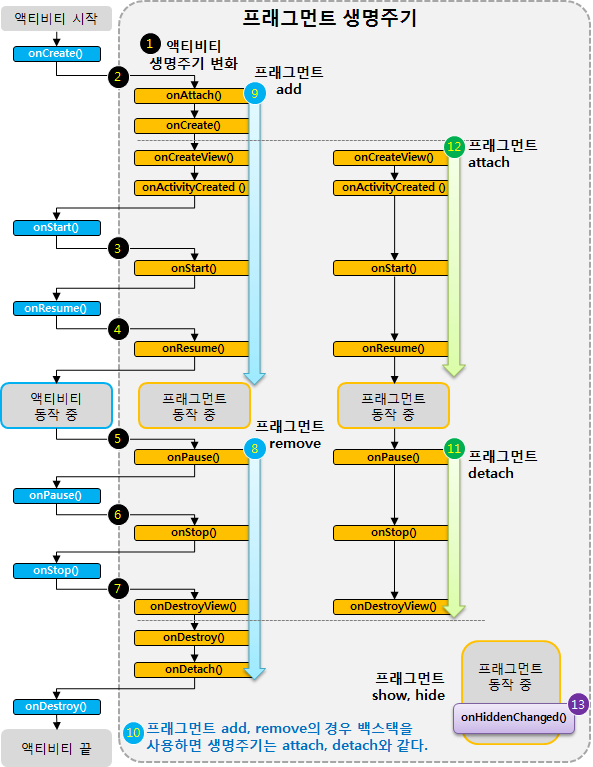 액티비티 시작
프래그먼트 생명주기
onCreate()
1 액티비티
생명주기 변화
2
프래그먼트
add
9
onAttach()
onCreate()
12 프래그먼트
attach
onCreateView()
onCreateView()
onActivityCreated ()
onActivityCreated ()
onStart()
3
onStart()
onStart()
onResume()
4
onResume()
onResume()
액티비티
동작 중
프래그먼트
동작 중
프래그먼트
동작 중
5
프래그먼트
remove
8
11 프래그먼트
detach
onPause()
onPause()
onPause()
6
onStop()
onStop()
onStop()
7
onDestroyView()
onDestroyView()
onDestroy()
onDetach()
프래그먼트
show, hide
프래그먼트
동작 중
13
onHiddenChanged()
onDestroy()
10 프래그먼트 add, remove의 경우 백스택을
사용하면 생명주기는 attach, detach와 같다.
액티비티 끝